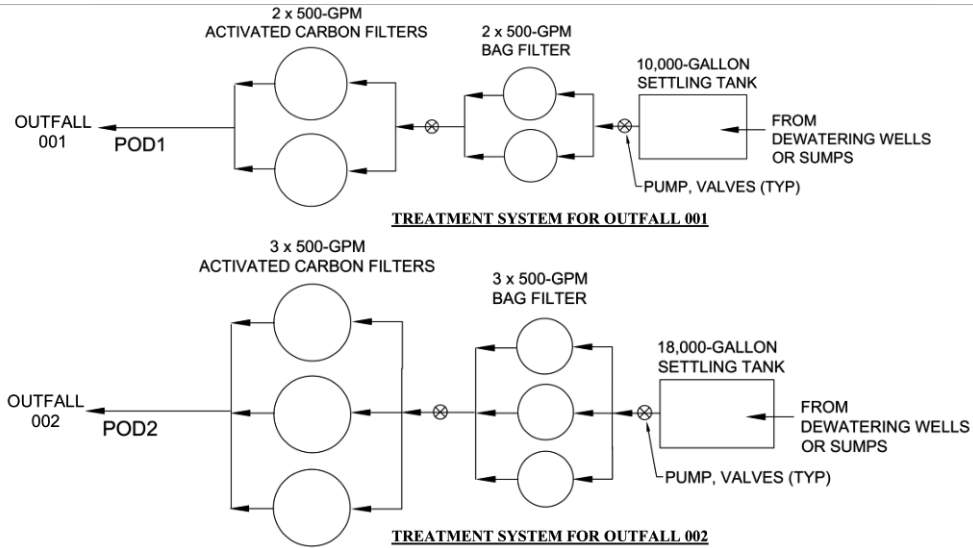 2 x 500-GPM
ACTIVATED CARBON FILTERS
2 x 500-GPM
BAG FILTER
10,000-GALLON
SETTLING TANK
OUTFALL
001
POD1
FROM
DEWATERING WELLS
OR SUMPS
PUMP, VALVES (TYP)
TREATMENT SYSTEM FOR OUTFALL 001
3 x 500-GPM
ACTIVATED CARBON FILTERS
3 x 500-GPM
BAG FILTER
18,000-GALLON
SETTLING TANK
OUTFALL
002
POD2
FROM
DEWATERING WELLS
OR SUMPS
PUMP, VALVES (TYP)
TREATMENT SYSTEM FOR OUTFALL 002